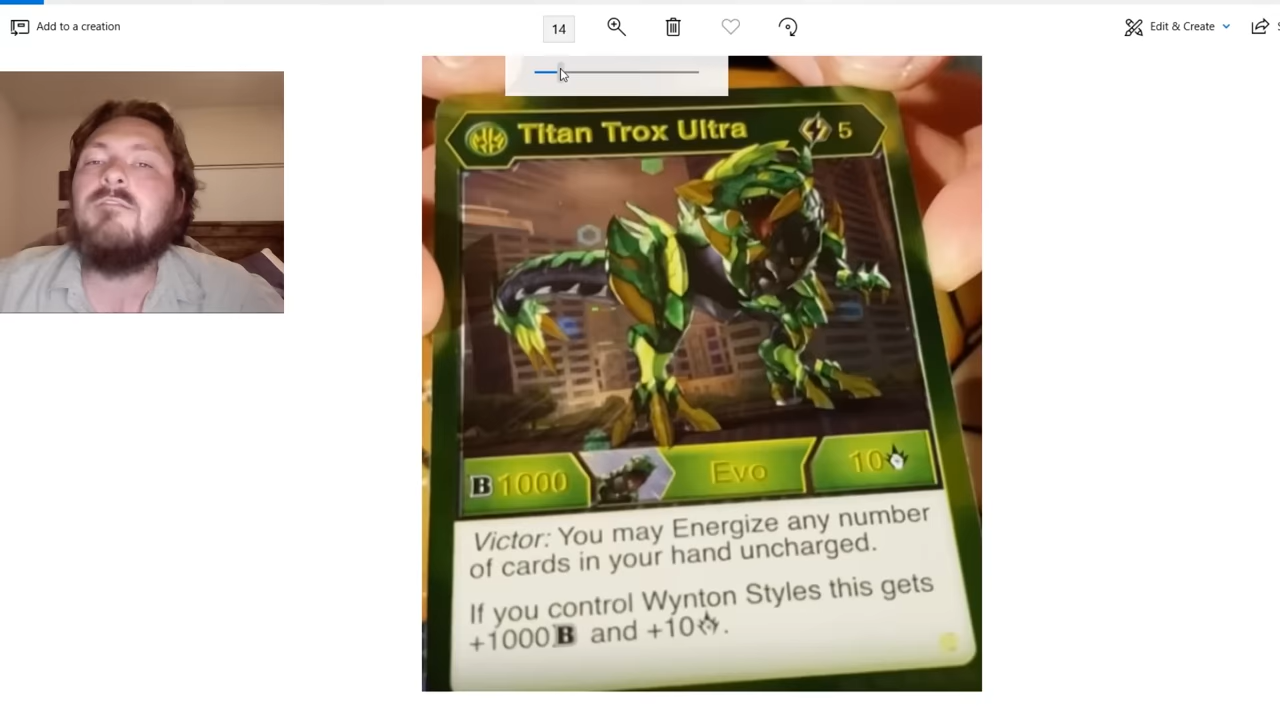 Add to a creation
14
Edit & Create
Titan Trox Ultra
5
B 1000
Evo
10
Victor: You may Energize any number
of cards in your hand uncharged.
If you control Wynton Styles this gets
+1000 B and +10.